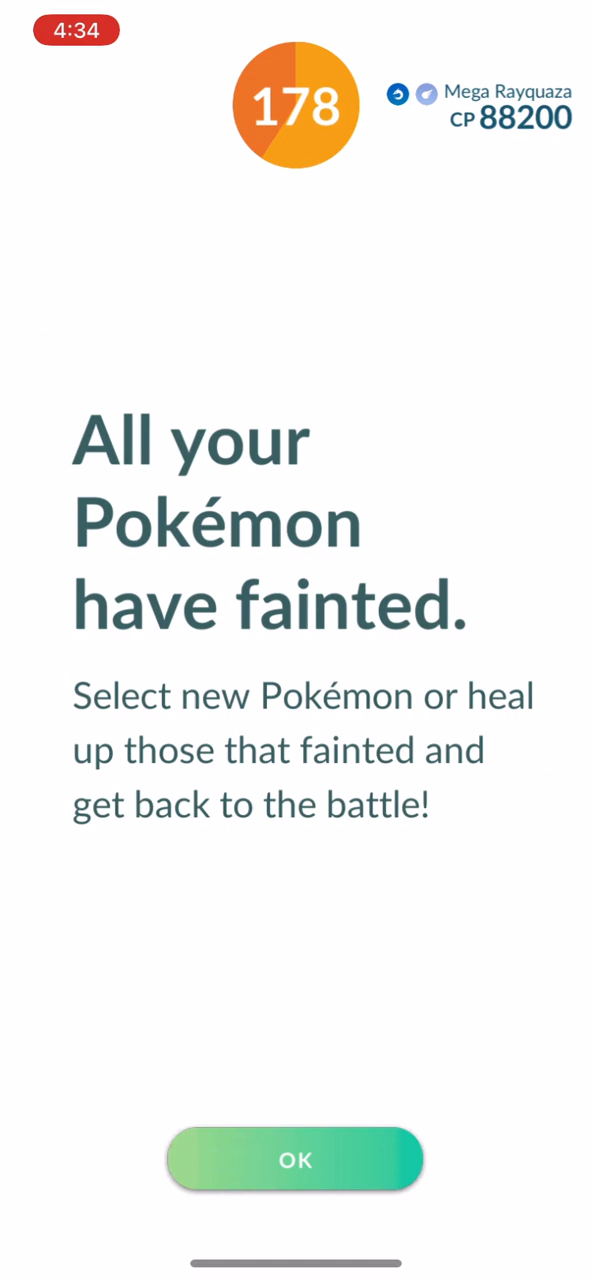 4:34
178
Mega Rayquaza
CP 88200
All your
Pokémon
have fainted.
Select new Pokémon or heal
up those that fainted and
get back to the battle!
OK